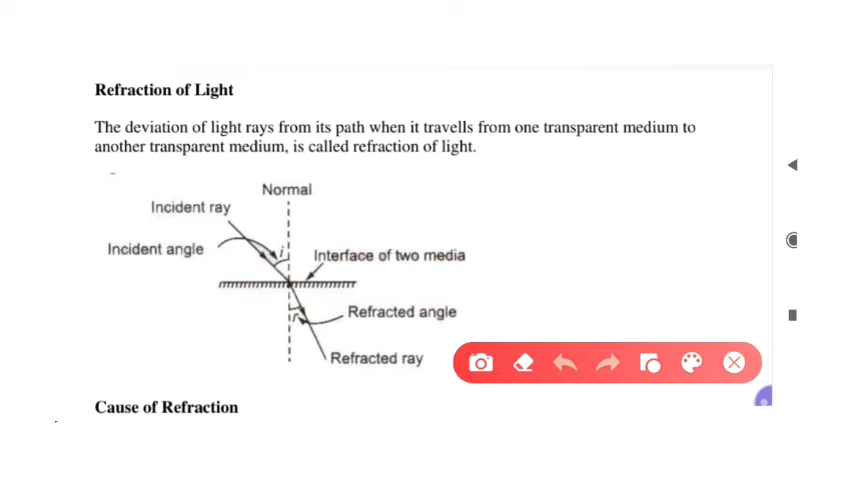 Refraction of Light
The deviation of light rays from its path when it travells from one transparent medium to
another transparent medium, is called refraction of light.
Normal
Incident ray
Incident angle
i
Interface of two media
r
Refracted angle
Refracted ray
Cause of Refraction